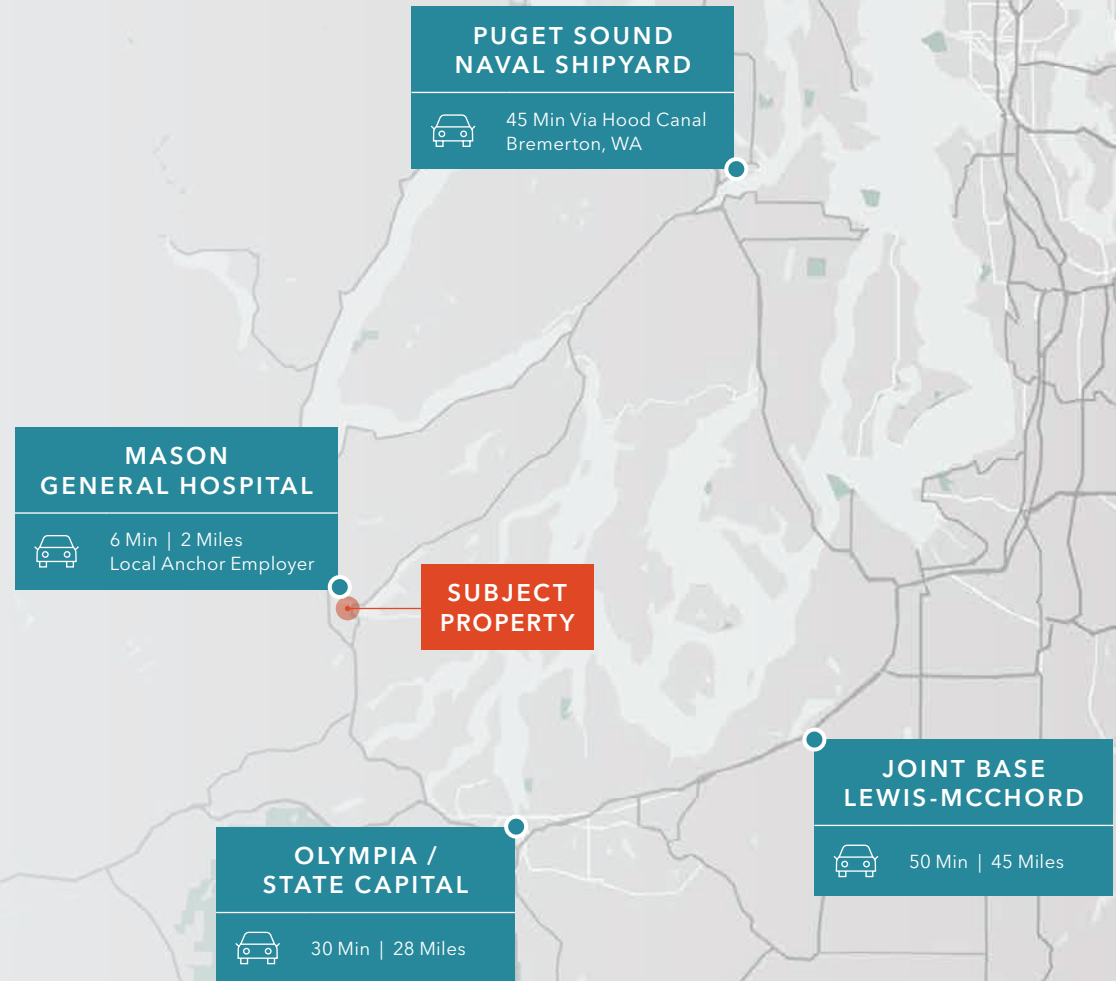 PUGET SOUND
NAVAL SHIPYARD
45 Min Via Hood Canal
Bremerton, WA
MASON
GENERAL HOSPITAL
6 Min | 2 Miles
Local Anchor Employer
SUBJECT
PROPERTY
JOINT BASE
LEWIS-MCCHORD
50 Min | 45 Miles
OLYMPIA /
STATE CAPITAL
30 Min | 28 Miles